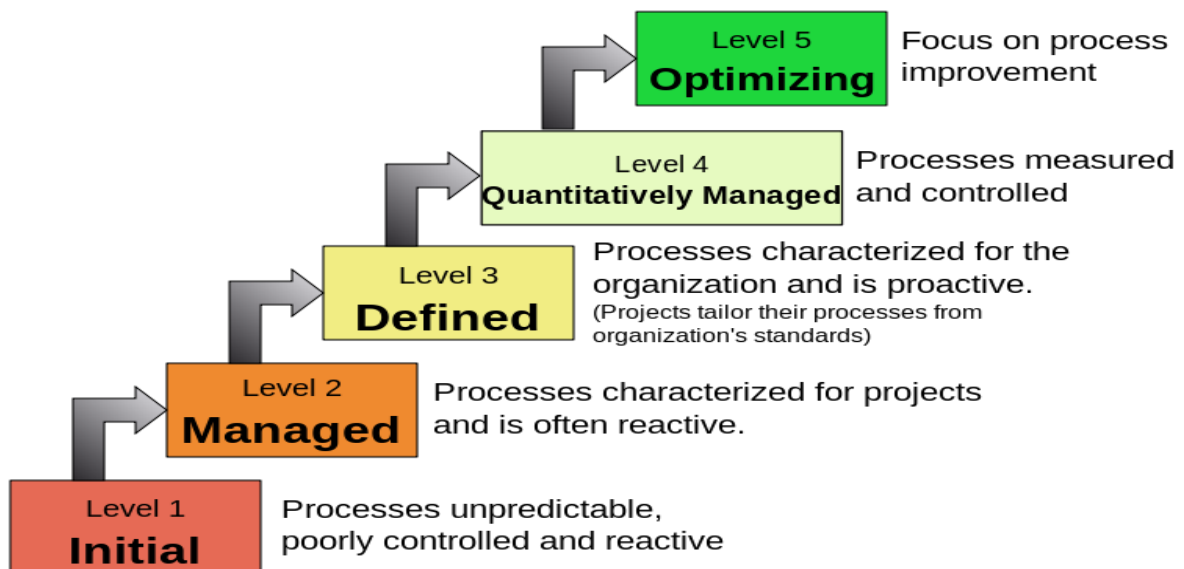 Level 5
Optimizing
Focus on process
improvement
Level 4
Quantitatively Managed
Processes measured
and controlled
Level 3
Defined
Processes characterized for the
organization and is proactive.
(Projects tailor their processes from
organization's standards)
Level 2
Managed
Processes characterized for projects
and is often reactive.
Level 1
Initial
Processes unpredictable,
poorly controlled and reactive